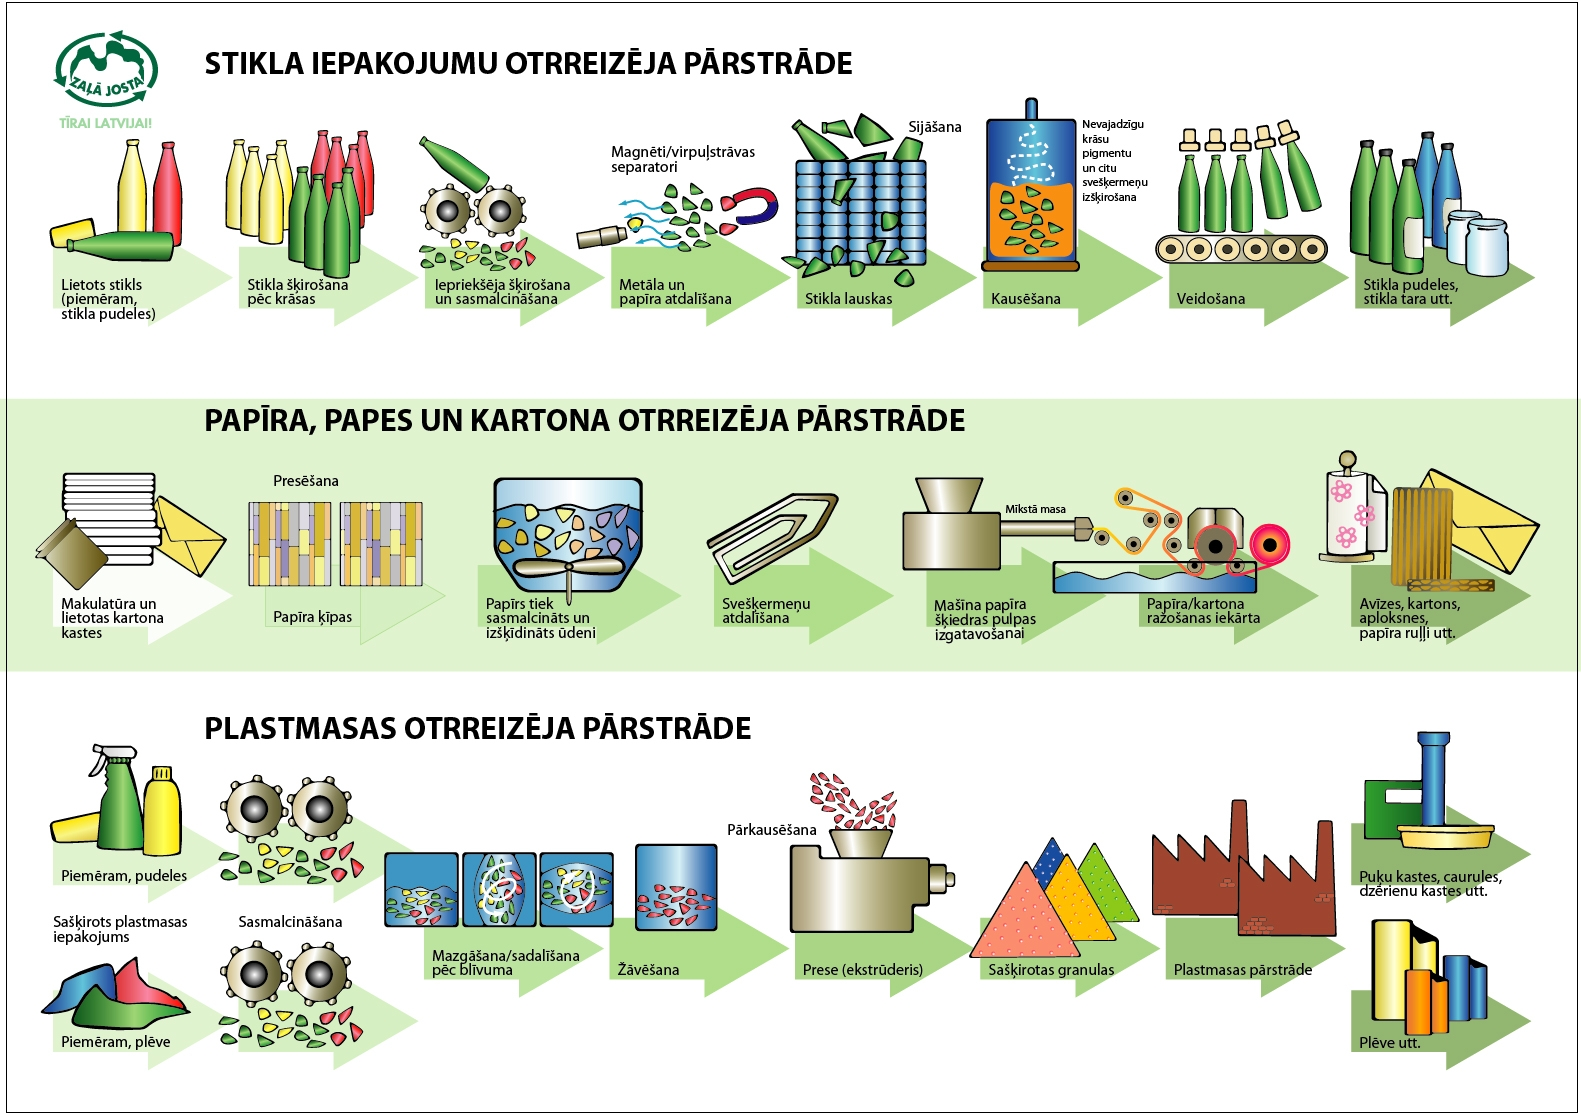 ZAĻĀ JOSTA
TĪRAI LATVIJAI!
STIKLA IEPAKOJUMU OTRREIZĒJA PĀRSTRĀDE
Lietots stikls
(piemēram,
stikla pudeles)
Stikla šķirošana
pēc krāsas
Iepriekšēja šķirošana
un sasmalcināšana
Magnēti/virpuļstrāvas
separatori
Metāla un
papīra atdalīšana
Sijāšana
Stikla lauskas
Nevajadzīgu
krāsu
pigmentu
un citu
svešķermeņu
izšķirošana
Kausēšana
Veidošana
Stikla pudeles,
stikla tara utt.
PAPĪRA, PAPES UN KARTONA OTRREIZĒJA PĀRSTRĀDE
Makulatūra un
lietotas kartona
kastes
Presēšana
Papīra ķīpas
Papīrs tiek
sasmalcināts un
izšķīdināts ūdenī
Svešķermeņu
atdalīšana
Mīkstā masa
Mašīna papīra
šķiedras pulpas
izgatavošanai
Papīra/kartona
ražošanas iekārta
Avīzes, kartons,
aploksnes,
papīra ruļļi utt.
PLASTMASAS OTRREIZĒJA PĀRSTRĀDE
Piemēram, pudeles
Sašķirots plastmasas
iepakojums
Piemēram, plēve
Sasmalcināšana
Mazgāšana/sadalīšana
pēc blīvuma
Žāvēšana
Pārkausēšana
Prese (ekstrūderis)
Sašķirotas granulas
Plastmasas pārstrāde
Puķu kastes, caurules,
dzērienu kastes utt.
Plēve utt.